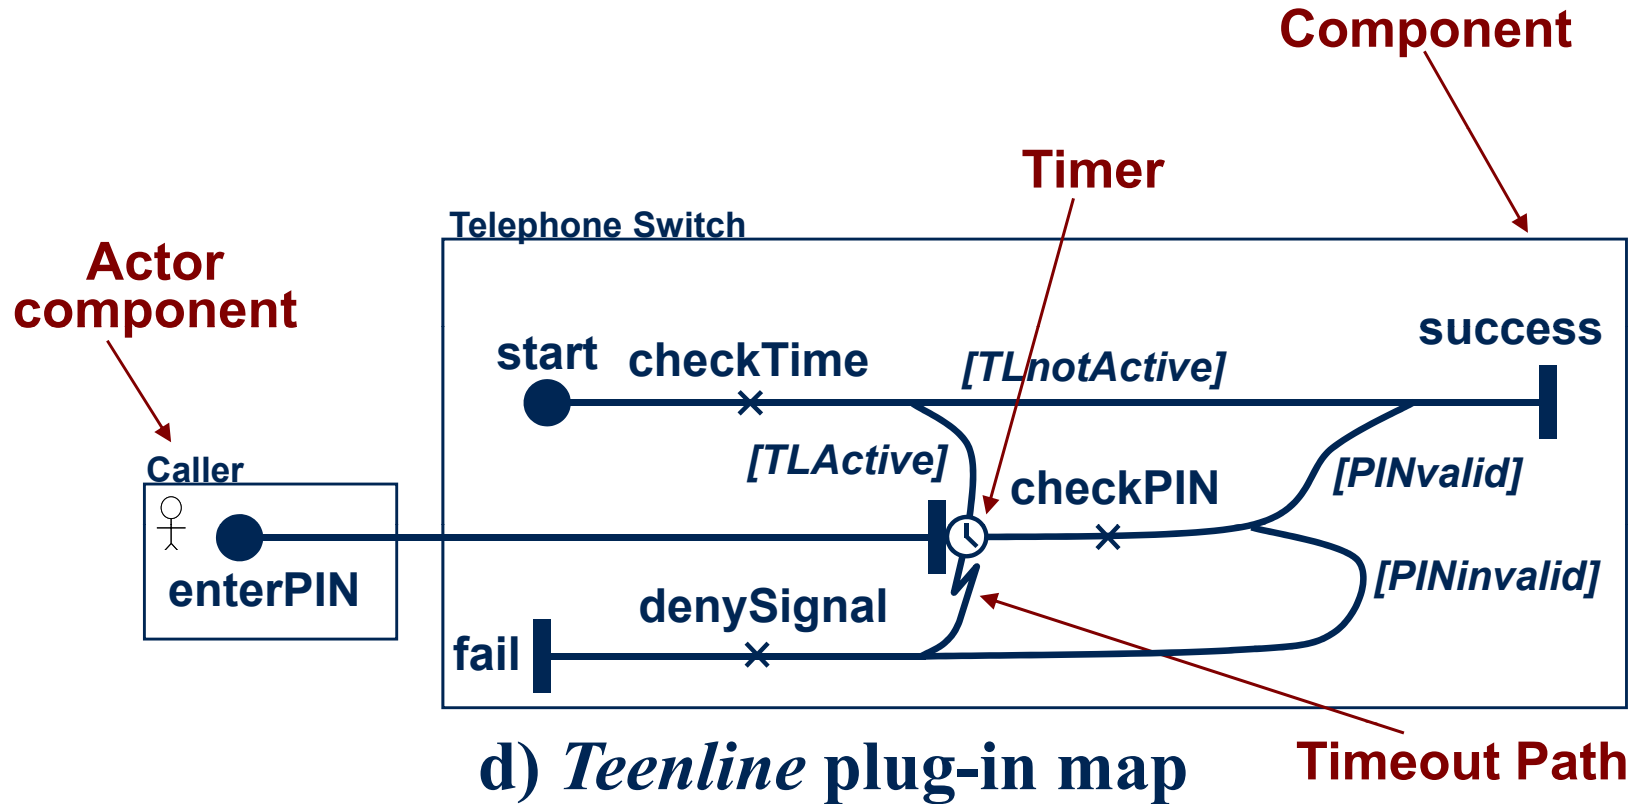 Component
Timer
Telephone Switch
Actor
component
success
start
checkTime
[TLnotActive]
Caller
[TLActive]
checkPIN
[PINvalid]
enterPIN
denySignal
[PINinvalid]
fail
d) Teenline plug-in map
Timeout Path